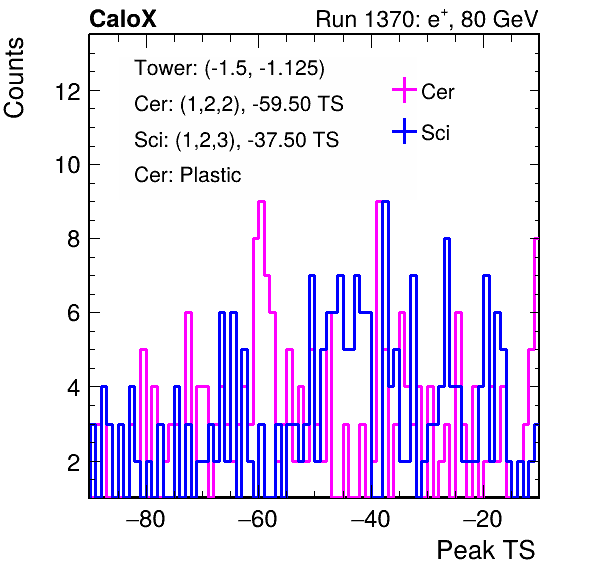 CaloX Run 1370: e+, 80 GeV
Counts
Tower: (-1.5, -1.125)
Cer: (1,2,2), -59.50 TS
Sci: (1,2,3), -37.50 TS
Cer: Plastic
Cer
Sci
12
10
8
6
4
2
−80 −60 −40 −20
Peak TS